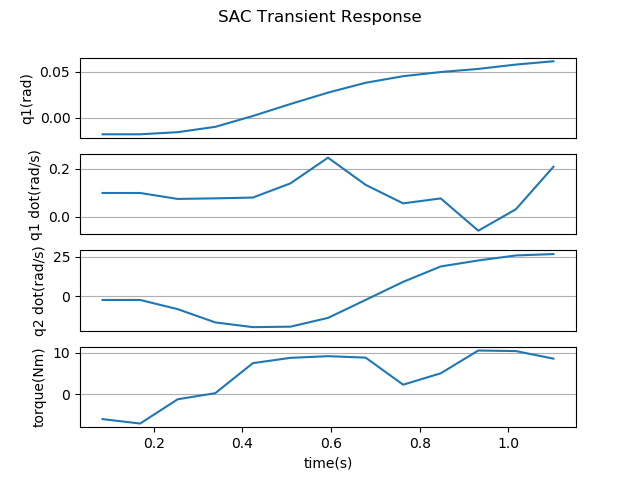 SAC Transient Response
0.05
0.00
q1(rad)
0.2
0.0
q1 dot(rad/s)
25
0
q2 dot(rad/s)
10
0
torque(Nm)
0.2 0.4 0.6 0.8 1.0
time(s)